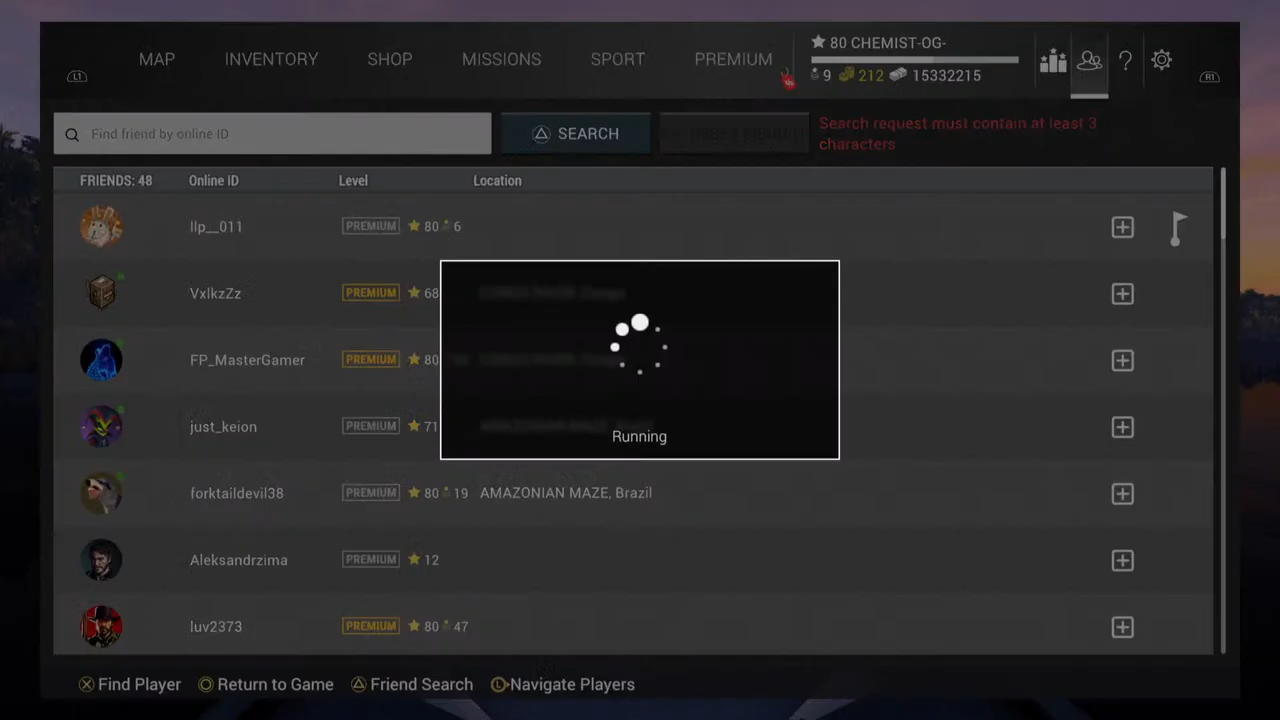 MAP INVENTORY SHOP MISSIONS SPORT PREMIUM
80 CHEMIST-OG-
9 212 15332215
L1
R1
Find friend by online ID
SEARCH
Search request must contain at least 3
characters
FRIENDS: 48 Online ID Level Location
llp__011 PREMIUM 80 6
VxlkzZz PREMIUM 68
FP_MasterGamer PREMIUM 80
just_keion PREMIUM 71
Running
forktaildevil38 PREMIUM 80 19 AMAZONIAN MAZE, Brazil
Aleksandrzima PREMIUM 12
luv2373 PREMIUM 80 47
Find Player Return to Game Friend Search L Navigate Players